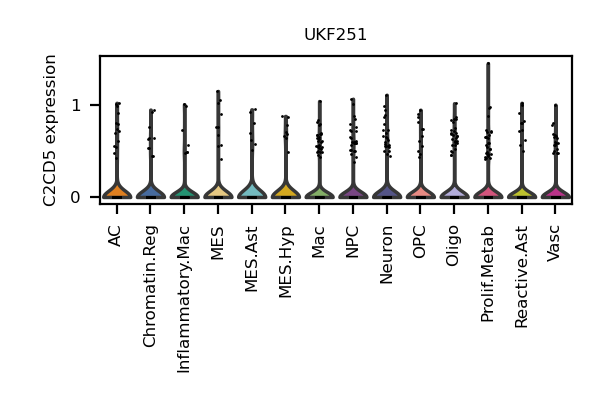 UKF251
C2CD5 expression
1
0
AC
Chromatin.Reg
Inflammatory.Mac
MES
MES.Ast
MES.Hyp
Mac
NPC
Neuron
OPC
Oligo
Prolif.Metab
Reactive.Ast
Vasc